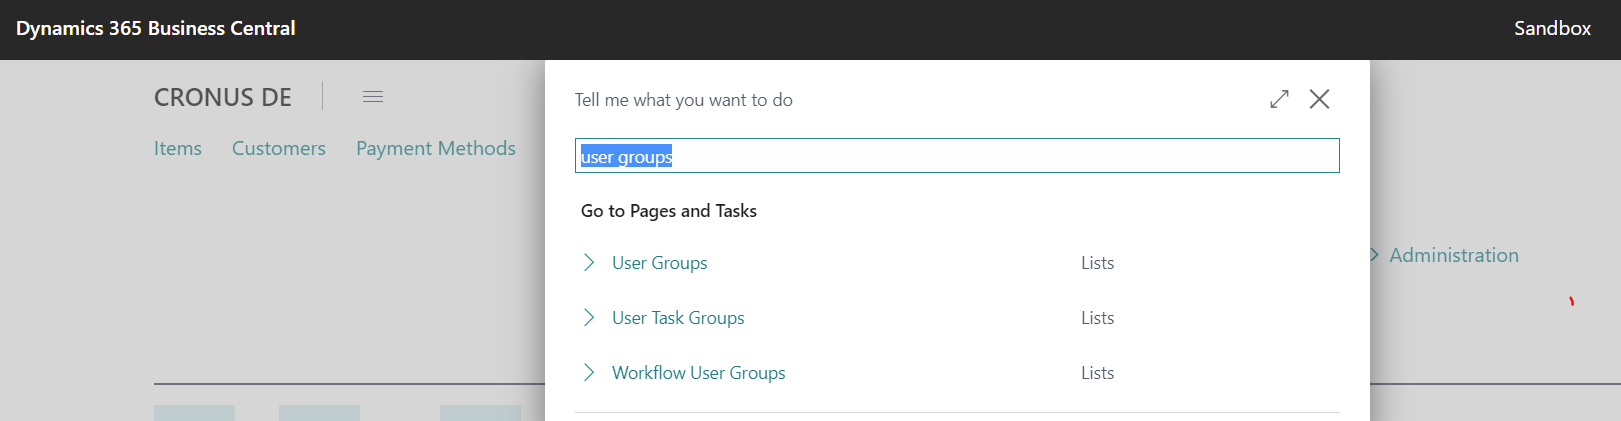 Dynamics 365 Business Central
Sandbox
CRONUS DE
Items Customers Payment Methods
Tell me what you want to do
user groups
Go to Pages and Tasks
User Groups Lists
User Task Groups Lists
Workflow User Groups Lists
Administration